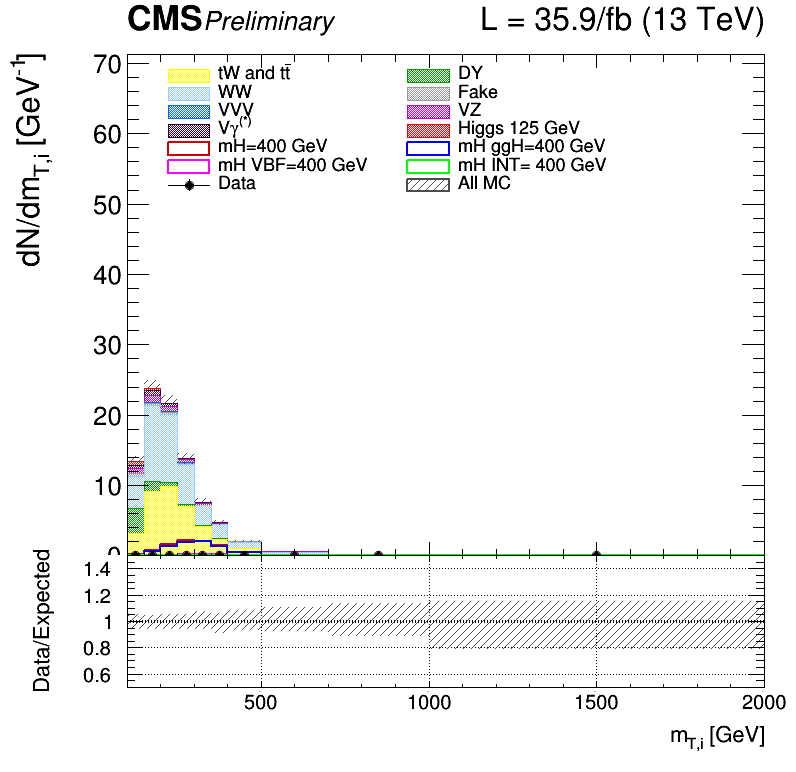 CMS Preliminary L = 35.9/fb (13 TeV)
dN/dm_{T,i} [GeV^{-1}]
70
60
50
40
30
20
10
0
tW and tt̄ DY
WW Fake
VVV VZ
Vγ^{(*)} Higgs 125 GeV
mH=400 GeV mH ggH=400 GeV
mH VBF=400 GeV mH INT= 400 GeV
Data All MC
Data/Expected
1.4
1.2
1
0.8
0.6
500 1000 1500 2000
m_{T,i} [GeV]